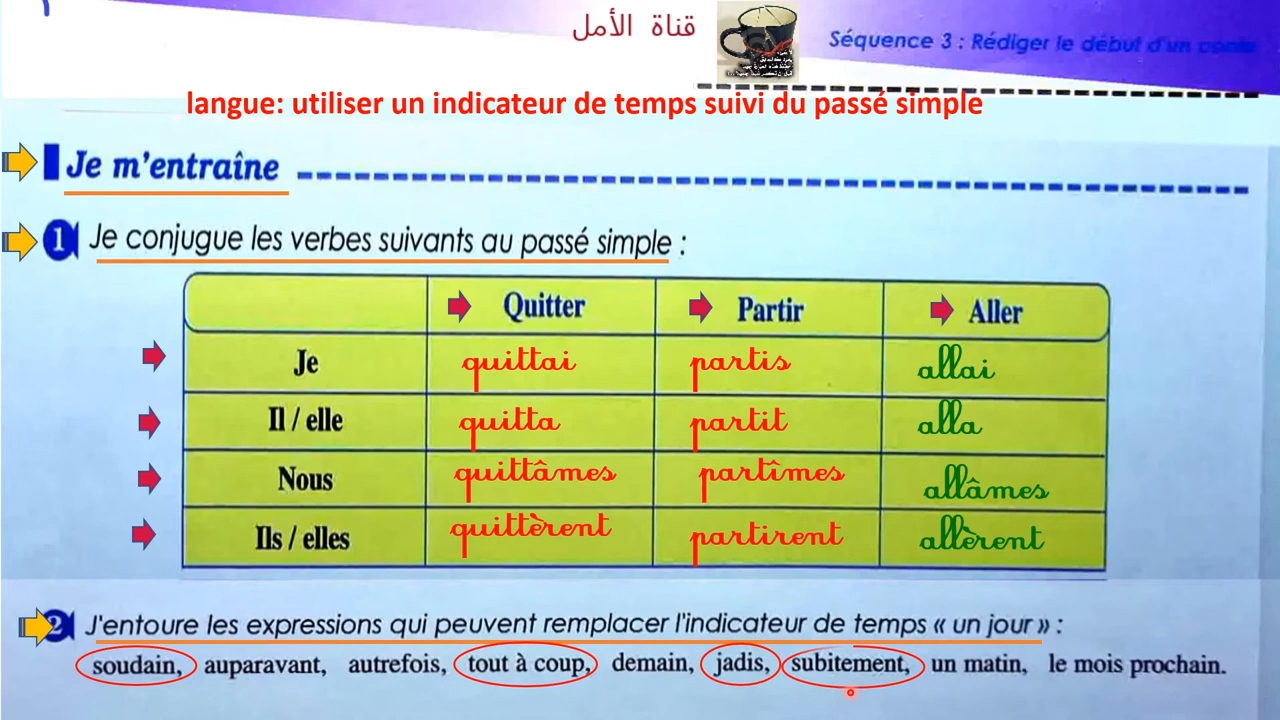 قناة الأمل
Séquence 3 : Rédiger le début d'un conte
langue: utiliser un indicateur de temps suivi du passé simple
Je m'entraîne
1 Je conjugue les verbes suivants au passé simple :
Quitter Partir Aller
Je quittai partis allai
Il / elle quitta partit alla
Nous quittâmes partîmes allâmes
Ils / elles quittèrent partirent allèrent
2 J'entoure les expressions qui peuvent remplacer l'indicateur de temps « un jour » :
soudain, auparavant, autrefois, tout à coup, demain, jadis, subitement, un matin, le mois prochain.